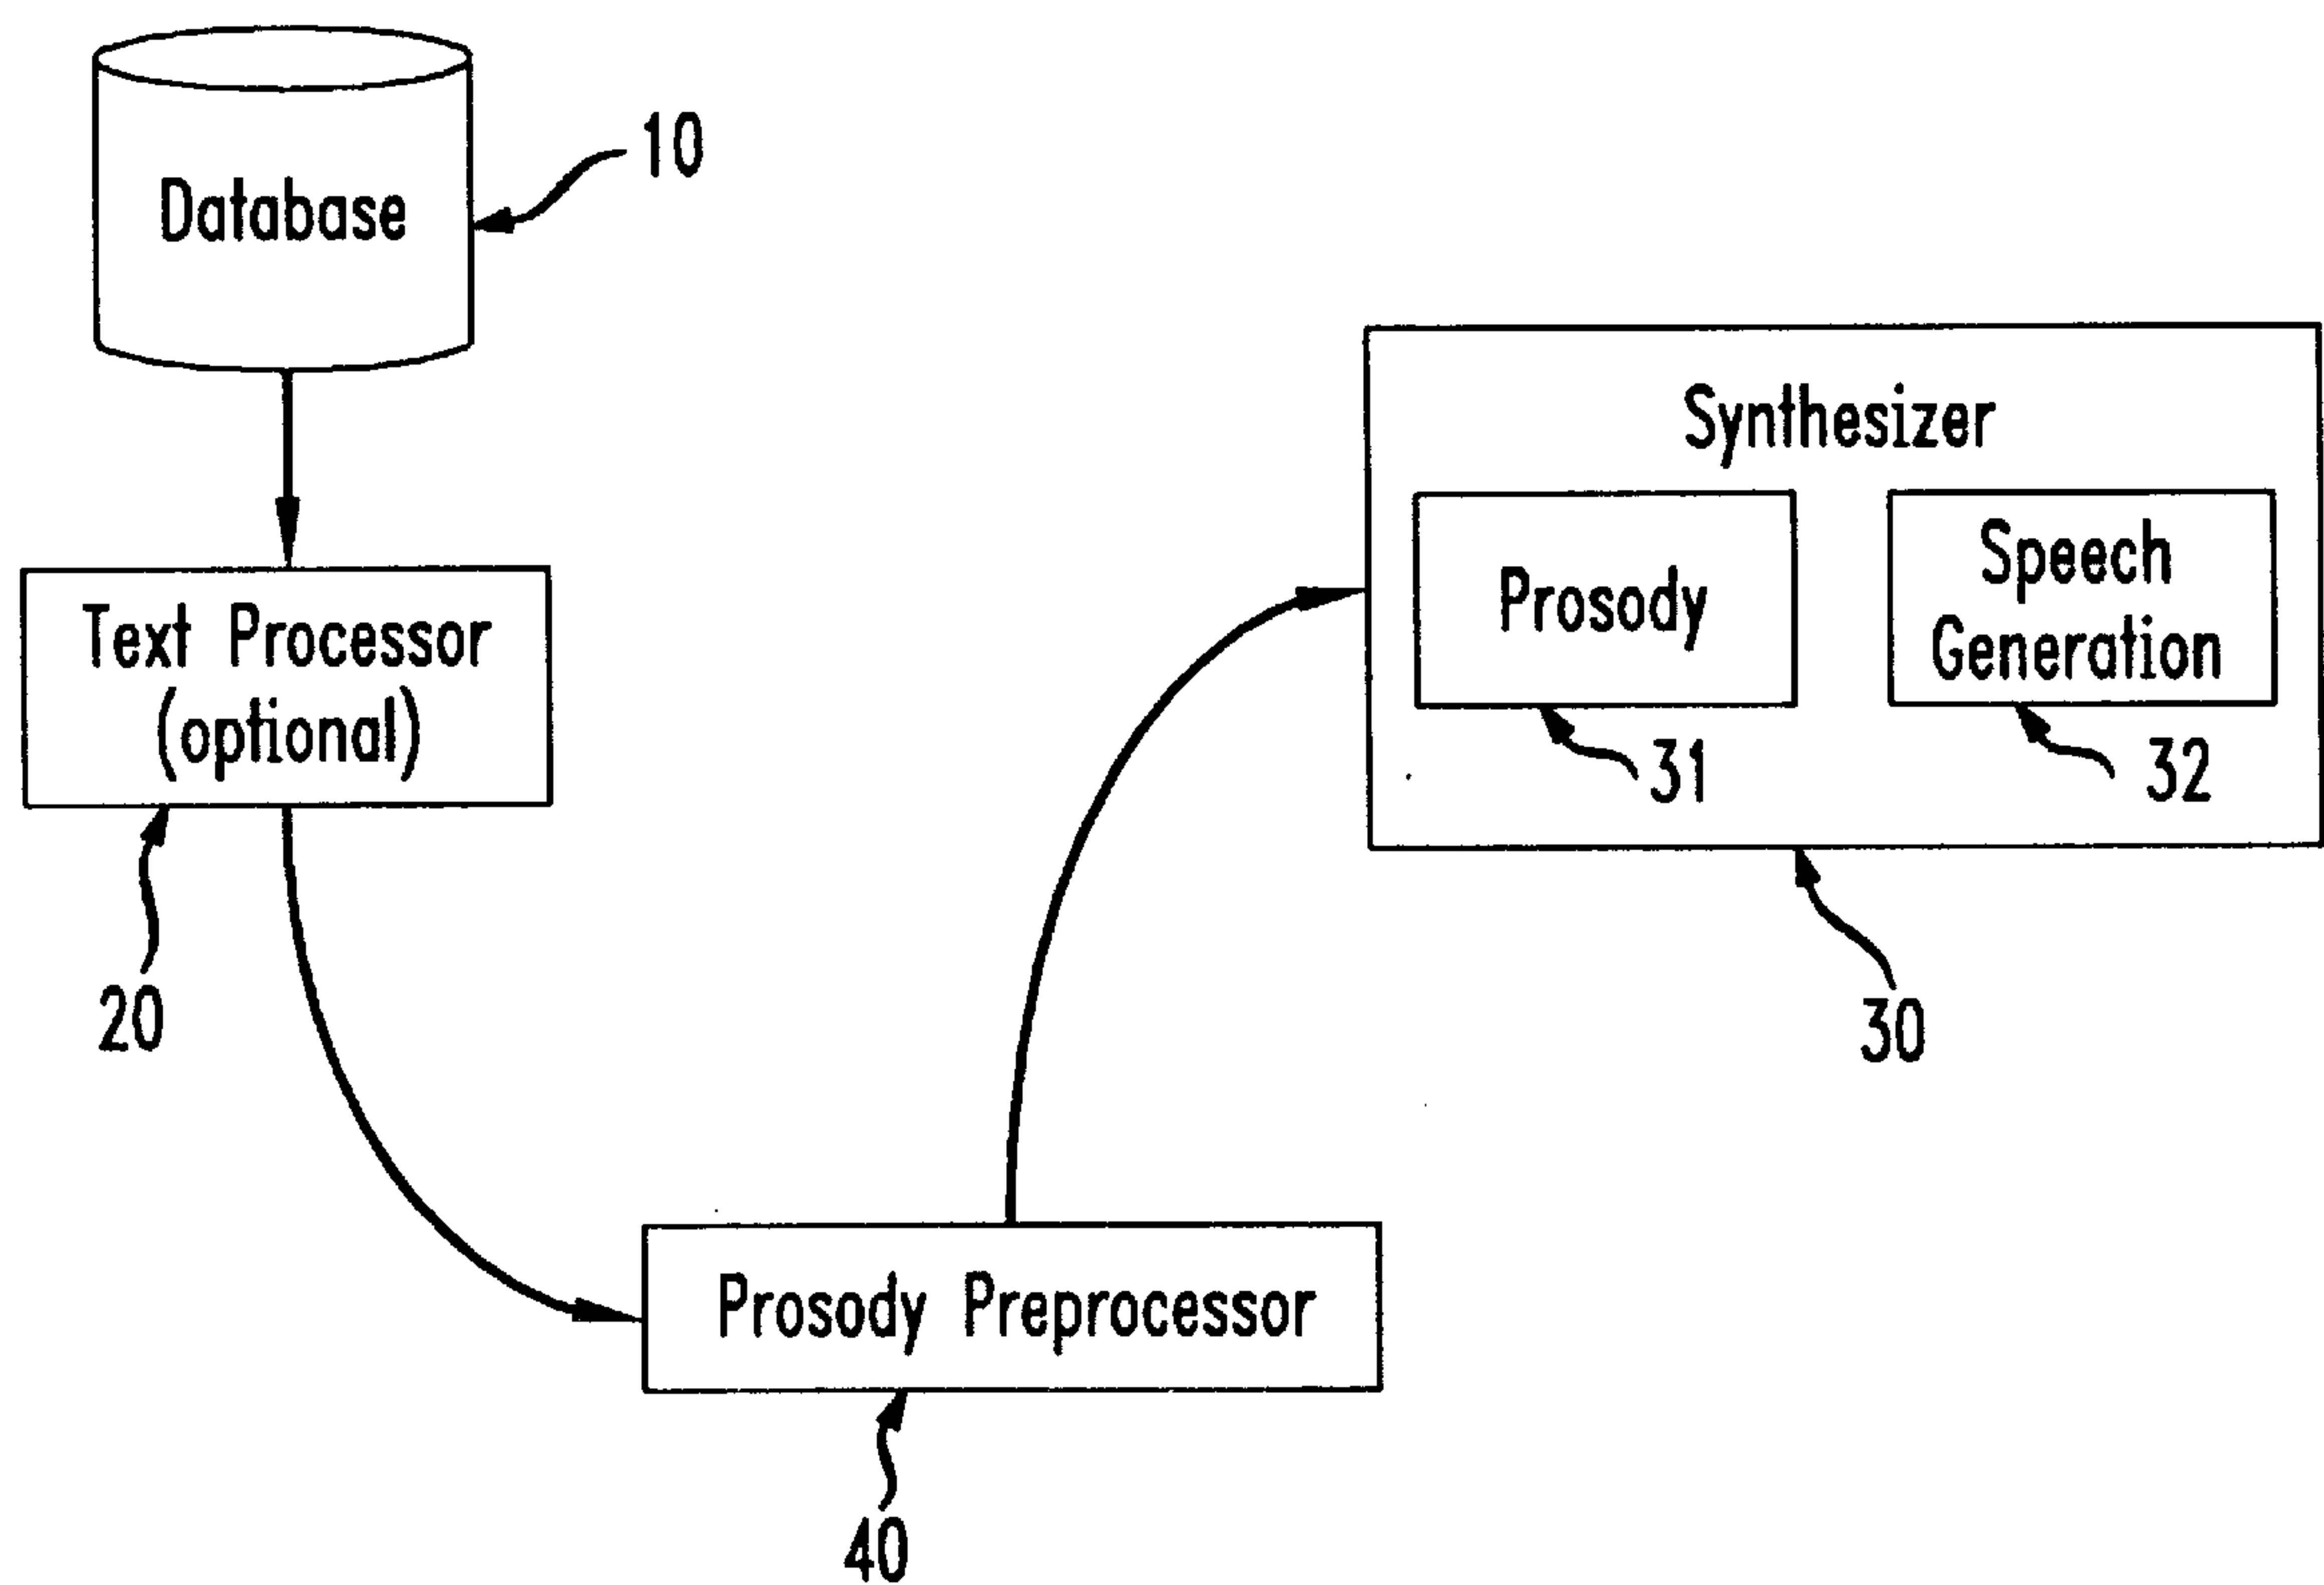 Database
10
Text Processor
(optional)
20
Synthesizer
Prosody
31
Speech
Generation
32
30
Prosody Preprocessor
40